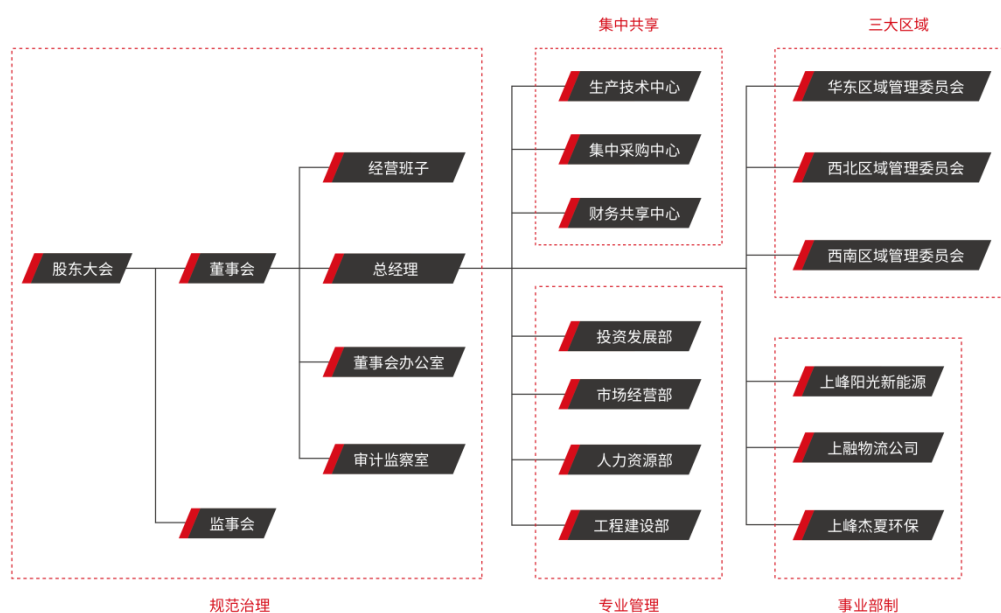 集中共享
三大区域
生产技术中心
华东区域管理委员会
集中采购中心
经营班子
西北区域管理委员会
财务共享中心
股东大会
董事会
总经理
西南区域管理委员会
投资发展部
董事会办公室
上峰阳光新能源
市场经营部
审计监察室
人力资源部
上融物流公司
监事会
工程建设部
上峰杰夏环保
规范治理
专业管理
事业部制